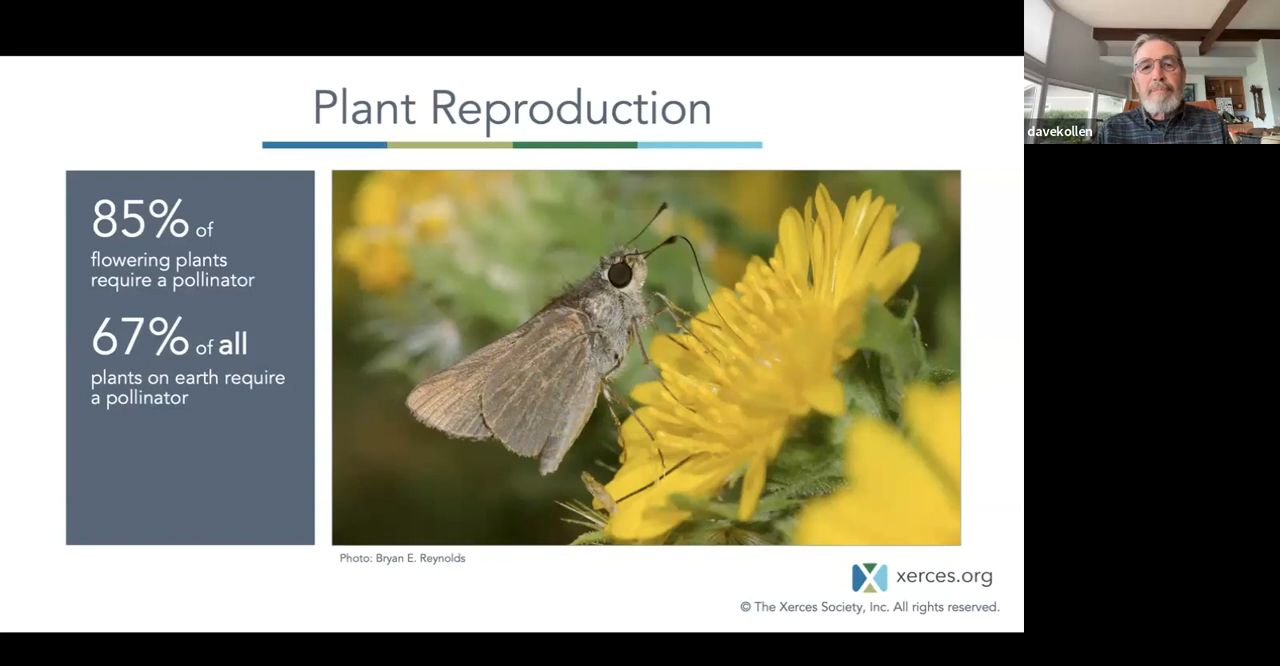 Plant Reproduction
85% of
flowering plants
require a pollinator
67% of all
plants on earth require
a pollinator
Photo: Bryan E. Reynolds
xerces.org
© The Xerces Society, Inc. All rights reserved.
davekollen